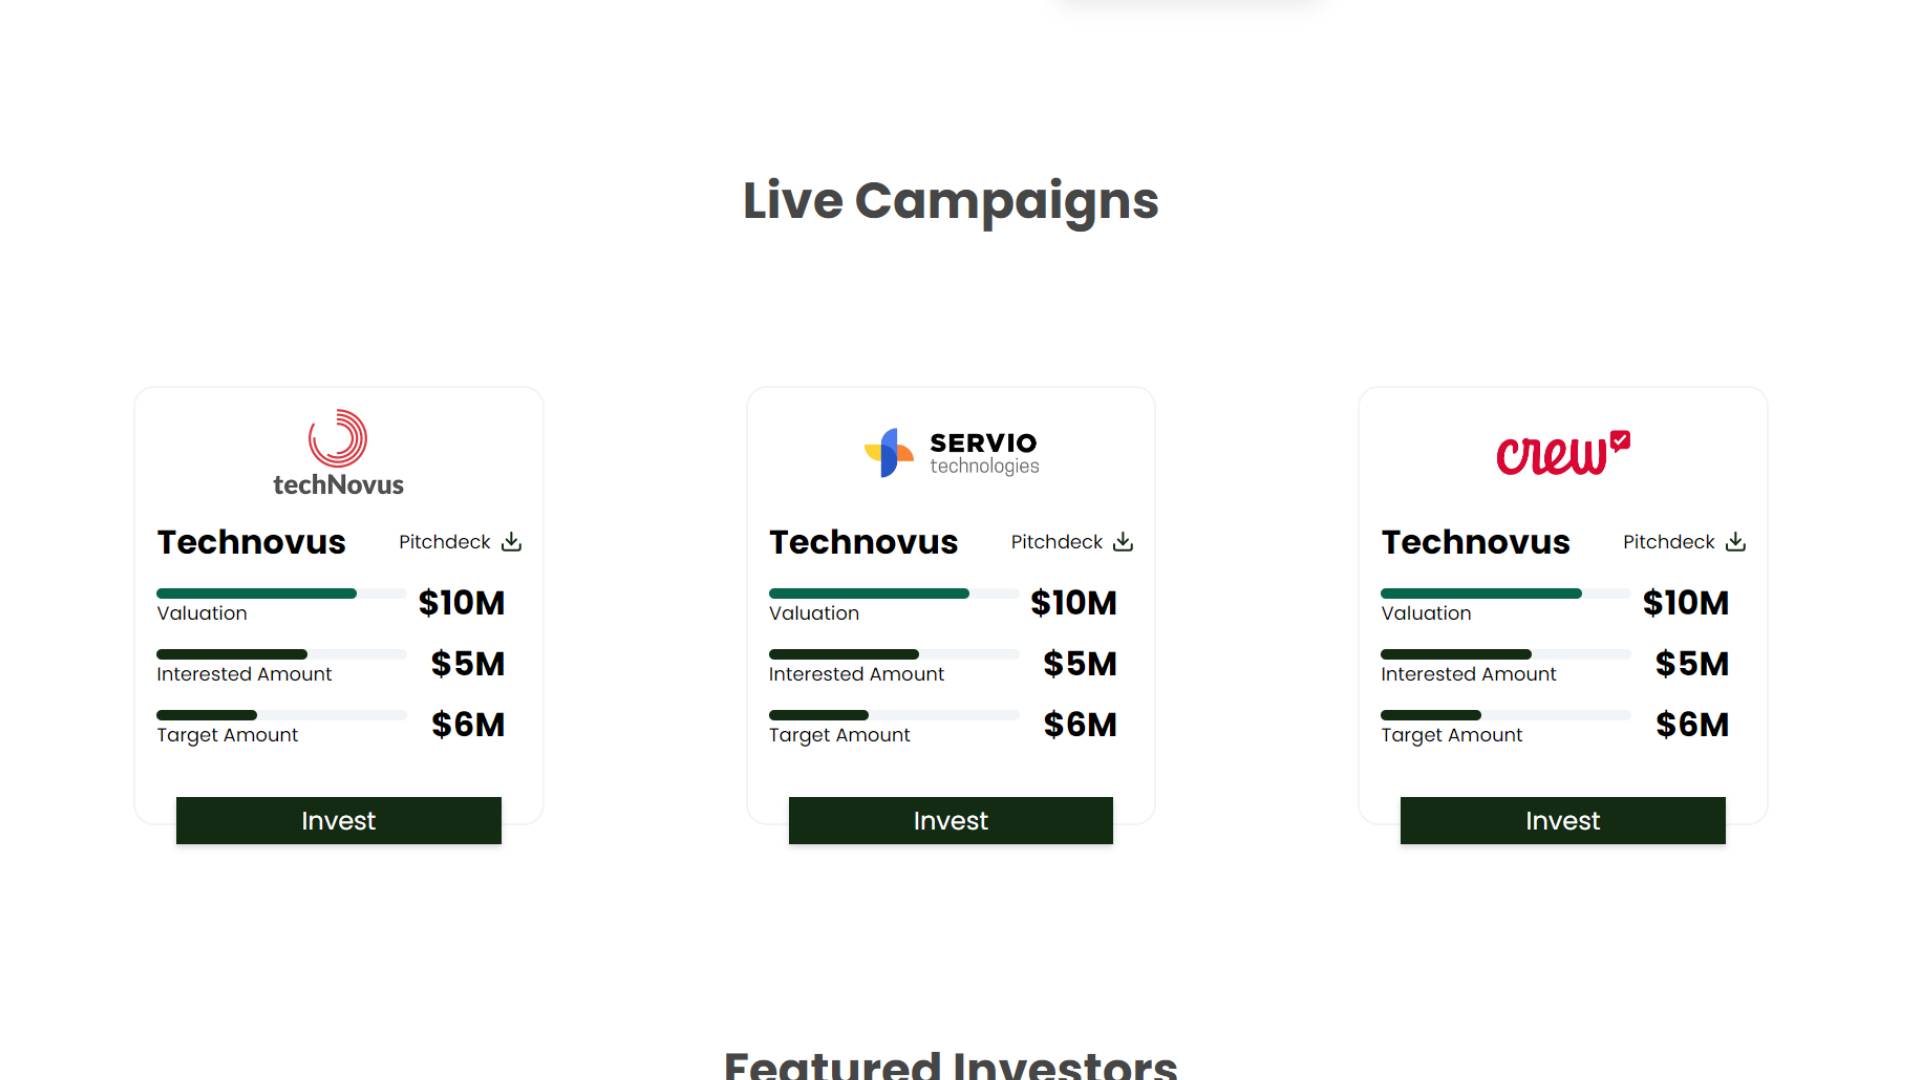 Live Campaigns
techNovus
Technovus
Pitchdeck
Valuation
$10M
Interested Amount
$5M
Target Amount
$6M
Invest
SERVIO
technologies
Technovus
Pitchdeck
Valuation
$10M
Interested Amount
$5M
Target Amount
$6M
Invest
crew
Technovus
Pitchdeck
Valuation
$10M
Interested Amount
$5M
Target Amount
$6M
Invest
Featured Investors